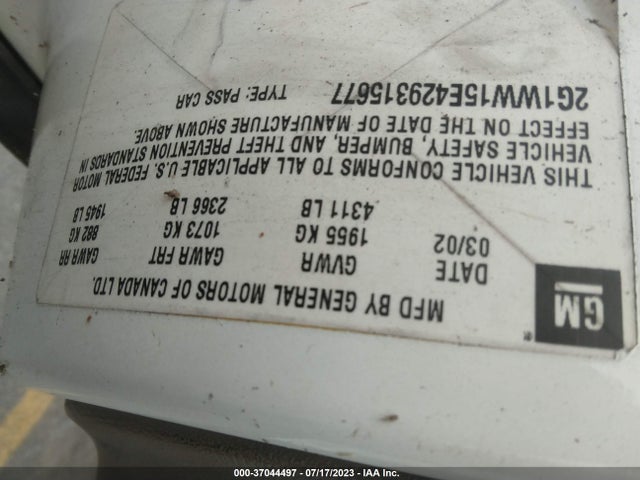 GM
MFD BY GENERAL MOTORS OF CANADA LTD.
DATE GVWR GAWR FRT GAWR RR
03/02 1955 KG 1073 KG 882 KG
4311 LB 2366 LB 1945 LB
THIS VEHICLE CONFORMS TO ALL APPLICABLE U.S. FEDERAL MOTOR
VEHICLE SAFETY, BUMPER, AND THEFT PREVENTION STANDARDS IN
EFFECT ON THE DATE OF MANUFACTURE SHOWN ABOVE.
2G1WW15E429315677 TYPE: PASS CAR
000-37044497 - 07/17/2023 - IAA Inc.